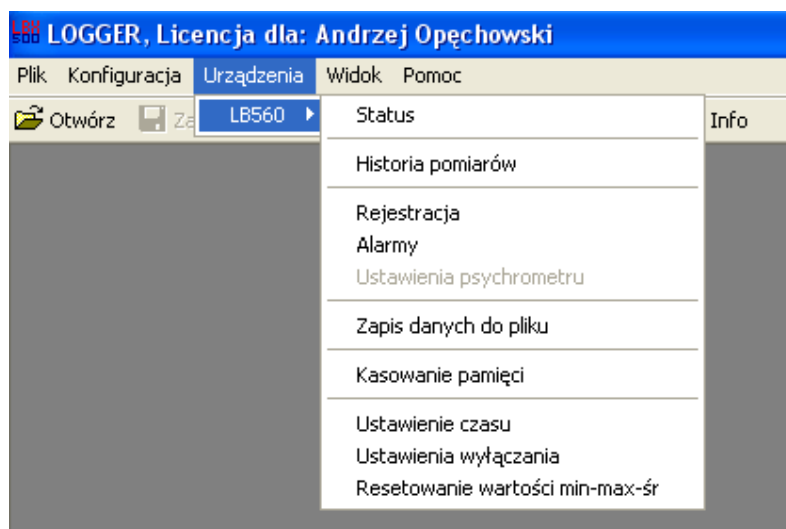 LOGGER, Licencja dla: Andrzej Opęchowski
Plik Konfiguracja Urządzenia Widok Pomoc
Otwórz Za LB560 Info
Status
Historia pomiarów
Rejestracja
Alarmy
Ustawienia psychrometru
Zapis danych do pliku
Kasowanie pamięci
Ustawienie czasu
Ustawienia wyłączania
Resetowanie wartości min-max-śr